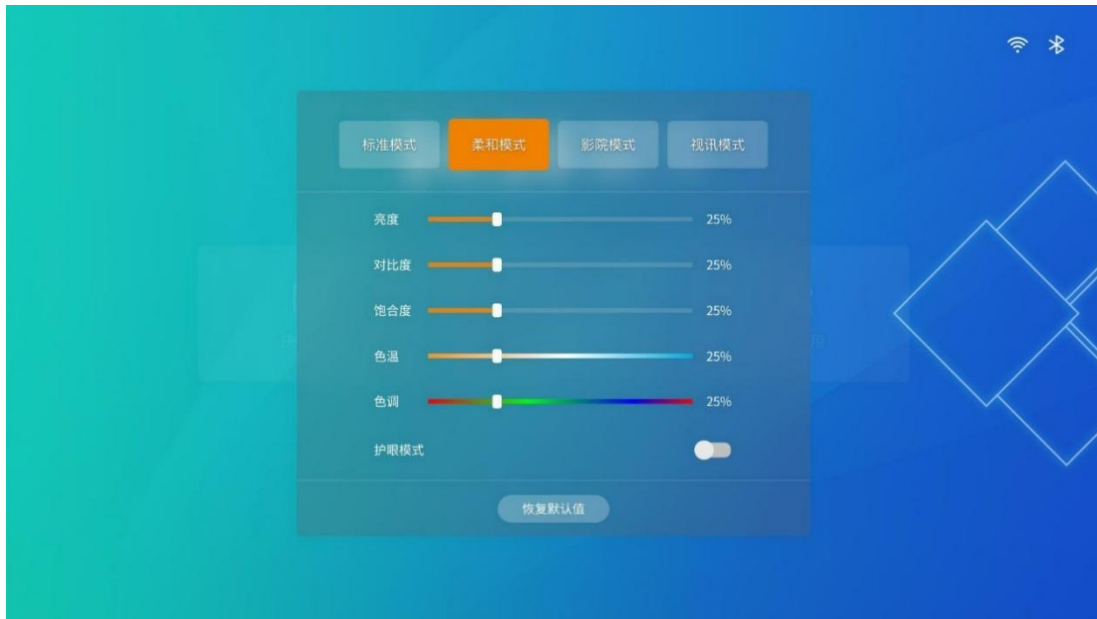 标准模式 柔和模式 影院模式 视讯模式
亮度 25%
对比度 25%
饱合度 25%
色温 25%
色调 25%
护眼模式
恢复默认值